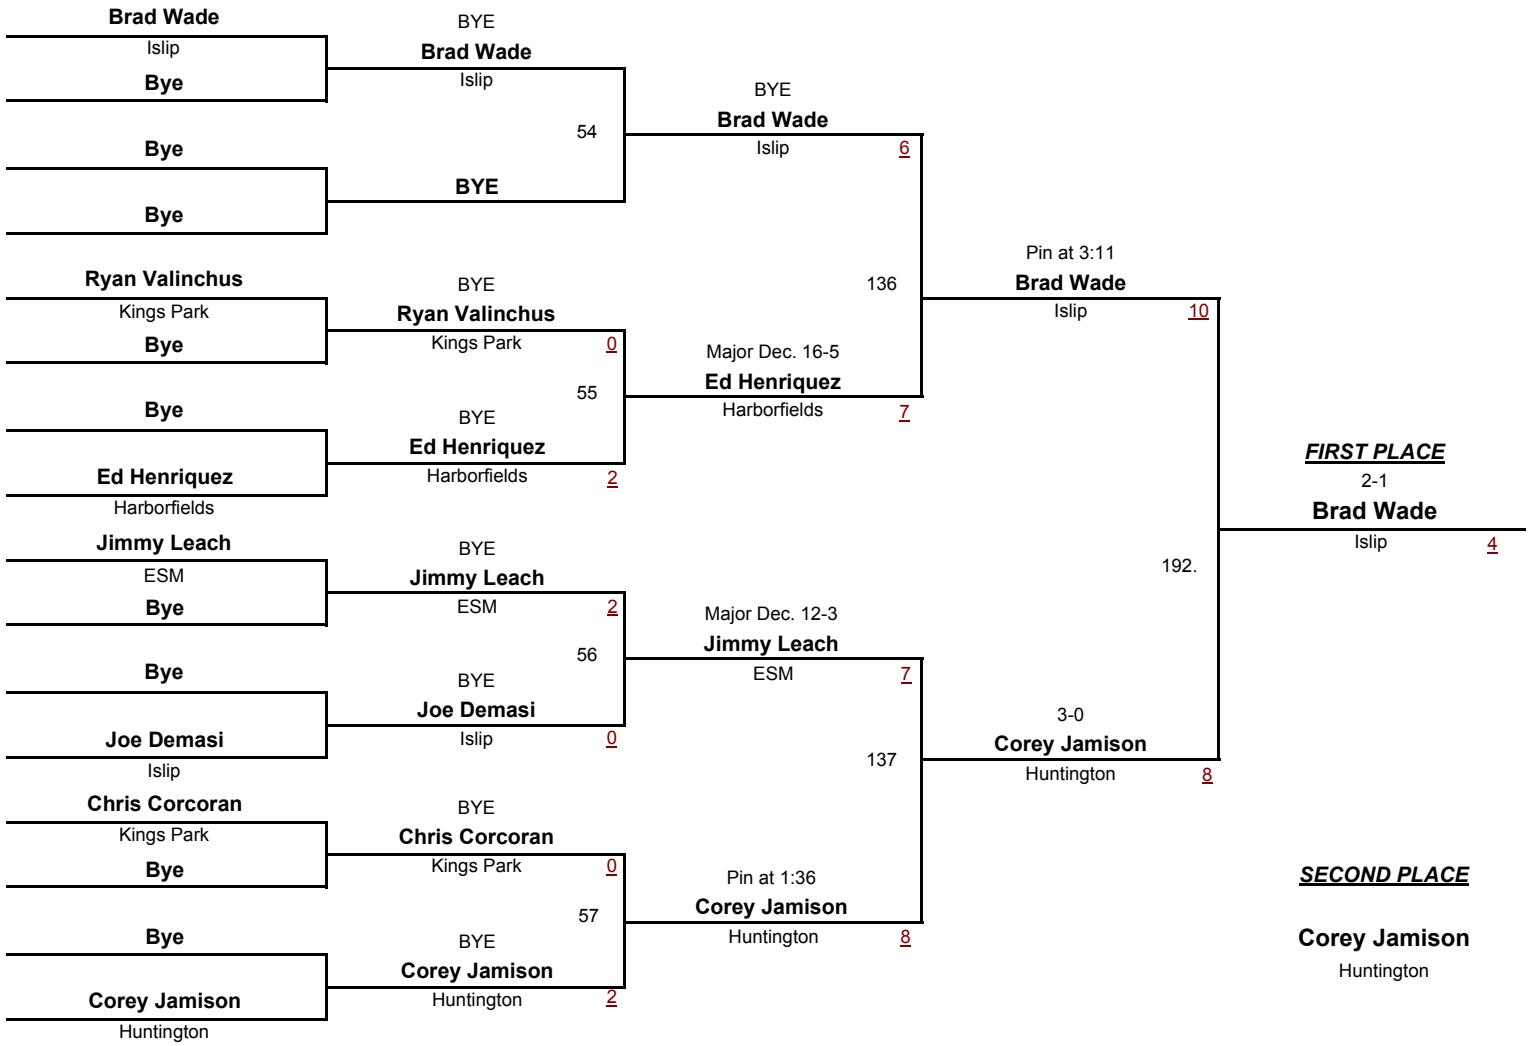 Brad Wade
Islip
Bye
Bye
Bye
Ryan Valinchus
Kings Park
Bye
Bye
Ed Henriquez
Harborfields
Jimmy Leach
ESM
Bye
Bye
Joe Demasi
Islip
Chris Corcoran
Kings Park
Bye
Bye
Corey Jamison
Huntington
BYE
Brad Wade
Islip
54
BYE
BYE
Ryan Valinchus
Kings Park 0
55
BYE
Ed Henriquez
Harborfields 2
BYE
Jimmy Leach
ESM 2
56
BYE
Joe Demasi
Islip 0
BYE
Chris Corcoran
Kings Park 0
57
BYE
Corey Jamison
Huntington 2
BYE
Brad Wade
Islip 6
136
Major Dec. 16-5
Ed Henriquez
Harborfields 7
Major Dec. 12-3
Jimmy Leach
ESM 7
137
Pin at 1:36
Corey Jamison
Huntington 8
Pin at 3:11
Brad Wade
Islip 10
192.
3-0
Corey Jamison
Huntington 8
FIRST PLACE
2-1
Brad Wade
Islip 4
SECOND PLACE
Corey Jamison
Huntington